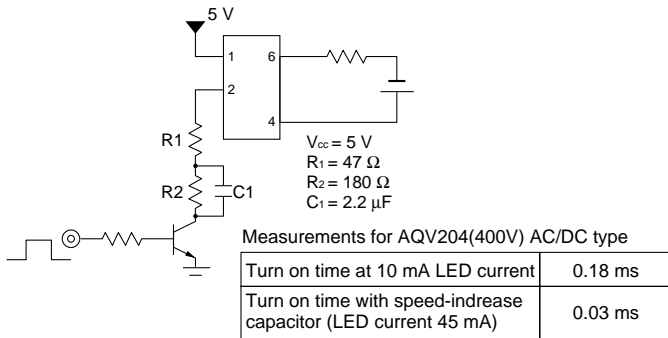 5 V
1
6
2
4
R1
R2
C1
Vcc = 5 V
R1 = 47 Ω
R2 = 180 Ω
C1 = 2.2 μF
Measurements for AQV204(400V) AC/DC type
Turn on time at 10 mA LED current
0.18 ms
Turn on time with speed-indrease
capacitor (LED current 45 mA)
0.03 ms